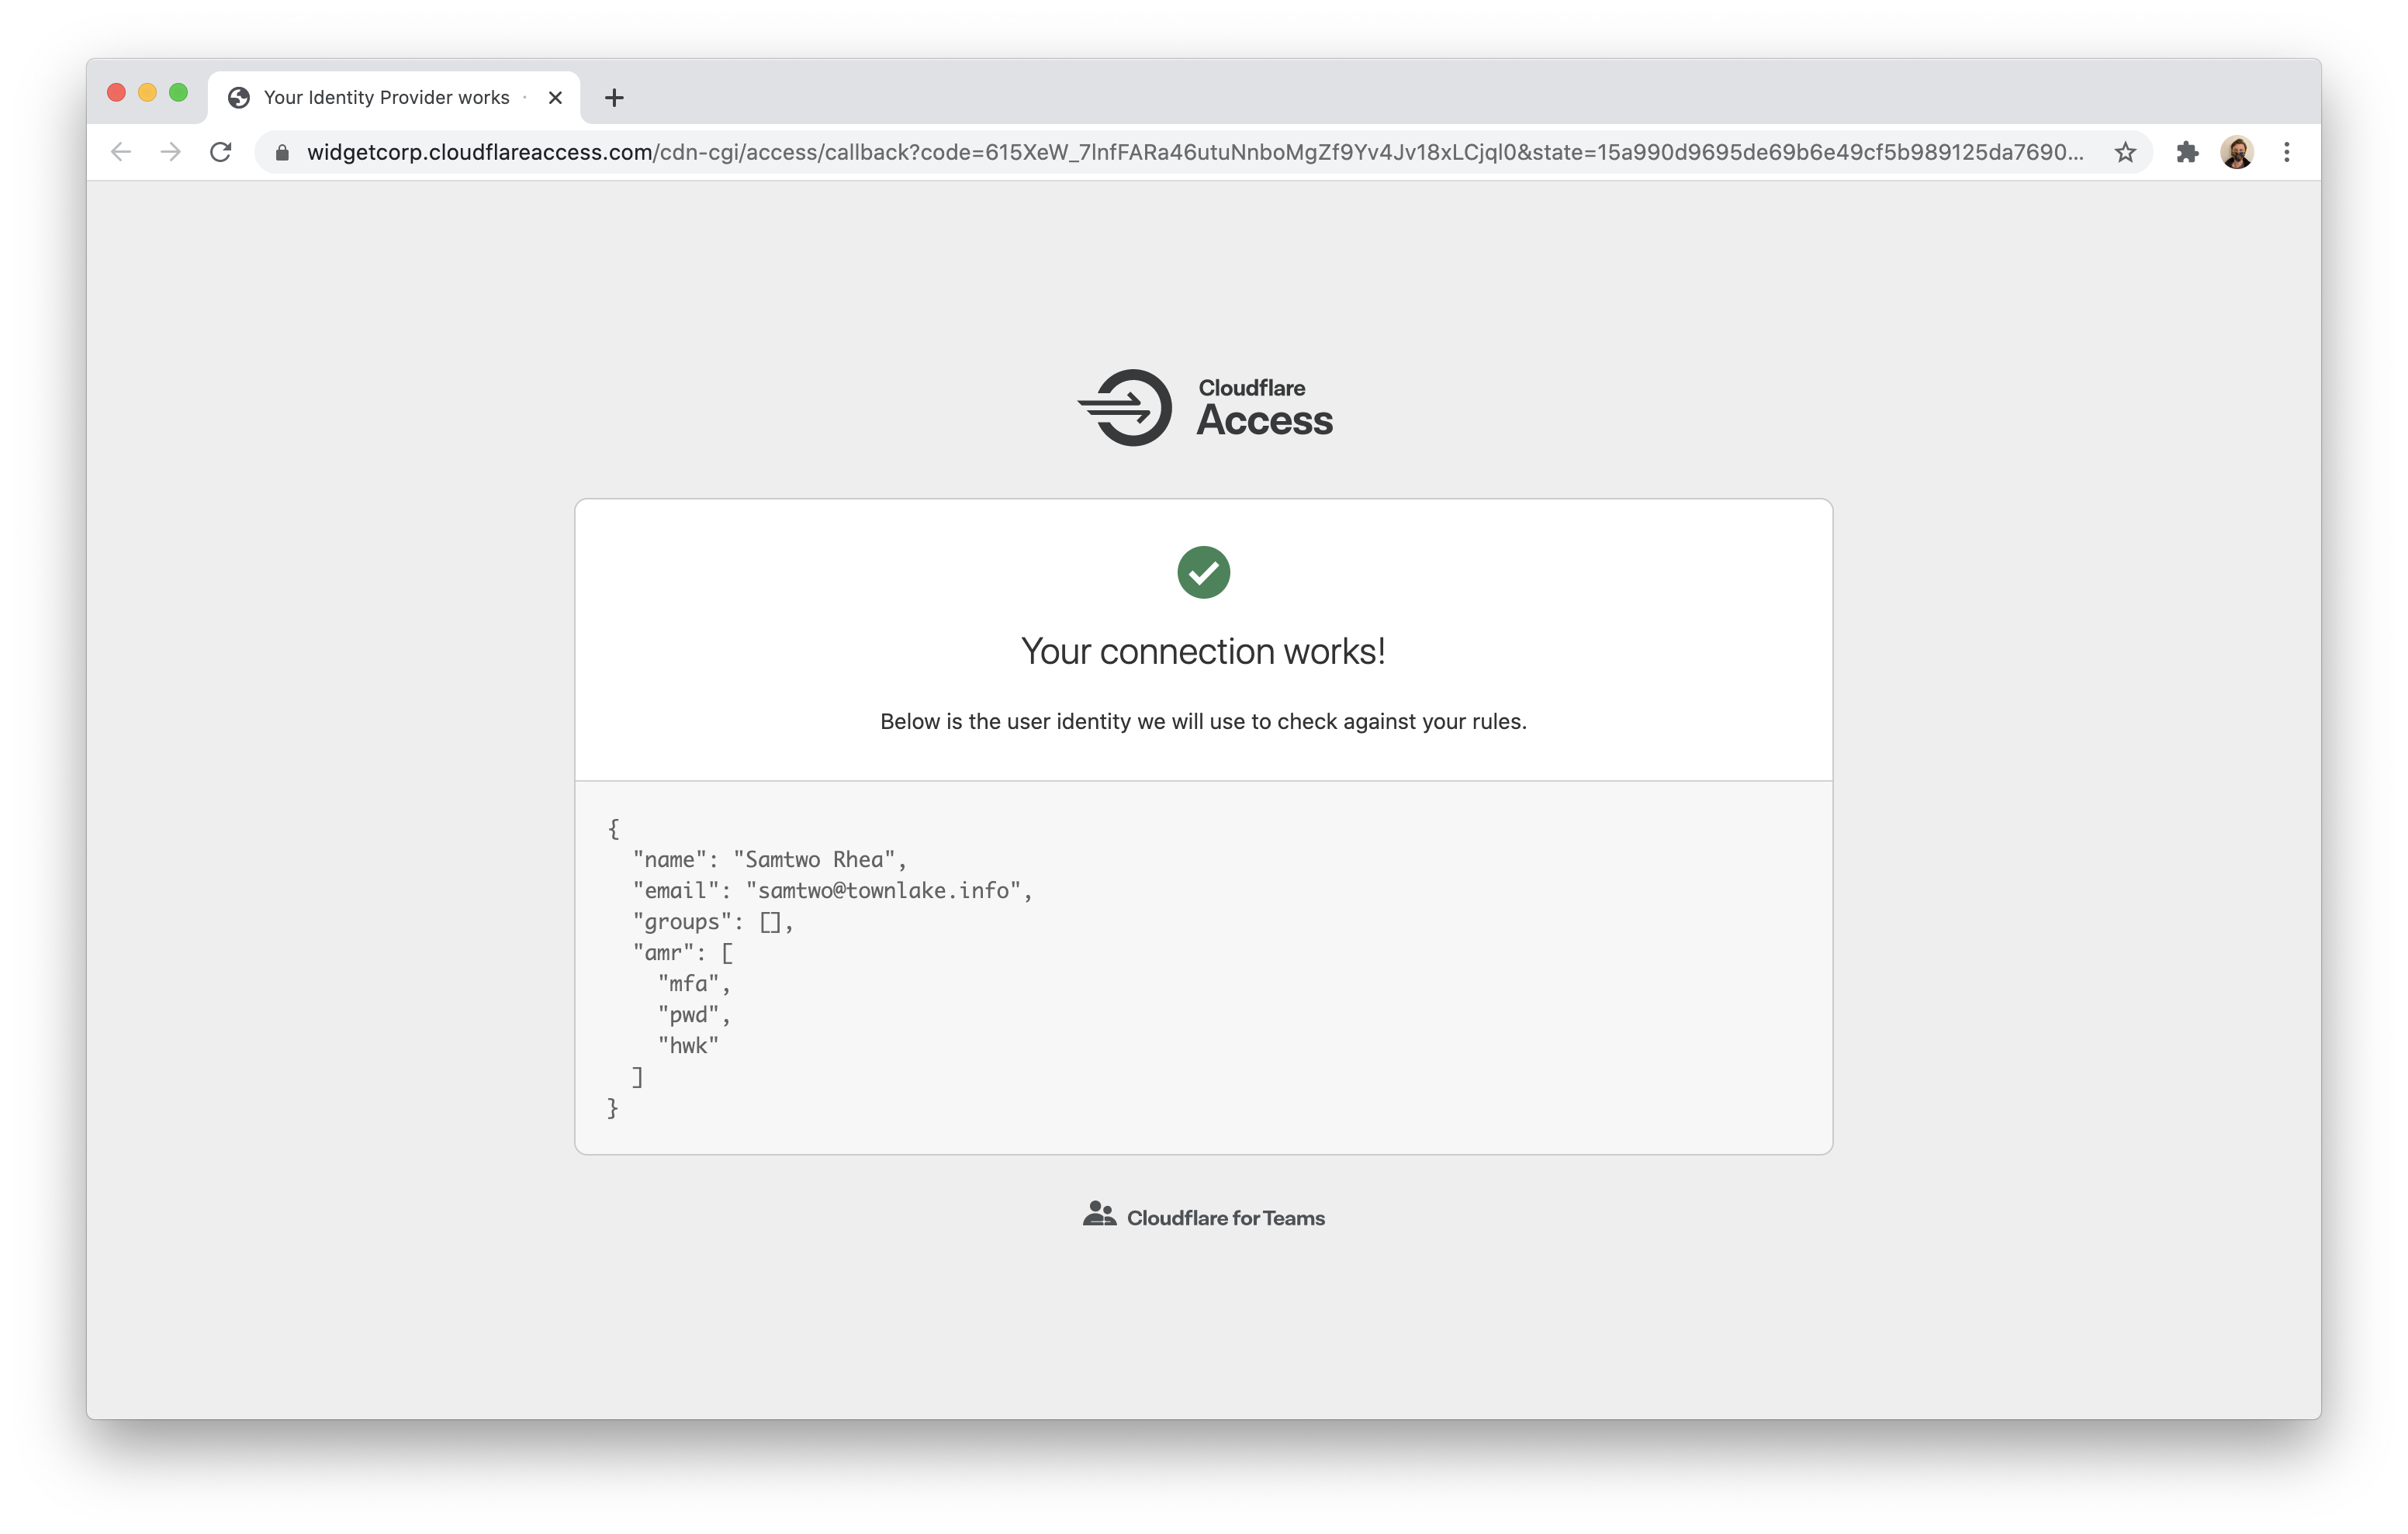 Your Identity Provider works
widgetcorp.cloudflareaccess.com/cdn-cgi/access/callback?code=615XeW_7lnfFARa46utuNnboMgZf9Yv4Jv18xLCjql0&state=15a990d9695de69b6e49cf5b989125da7690...
Cloudflare
Access
Your connection works!
Below is the user identity we will use to check against your rules.
{
"name": "Samtwo Rhea",
"email": "samtwo@townlake.info",
"groups": [],
"amr": [
"mfa",
"pwd",
"hwk"
]
}
Cloudflare for Teams